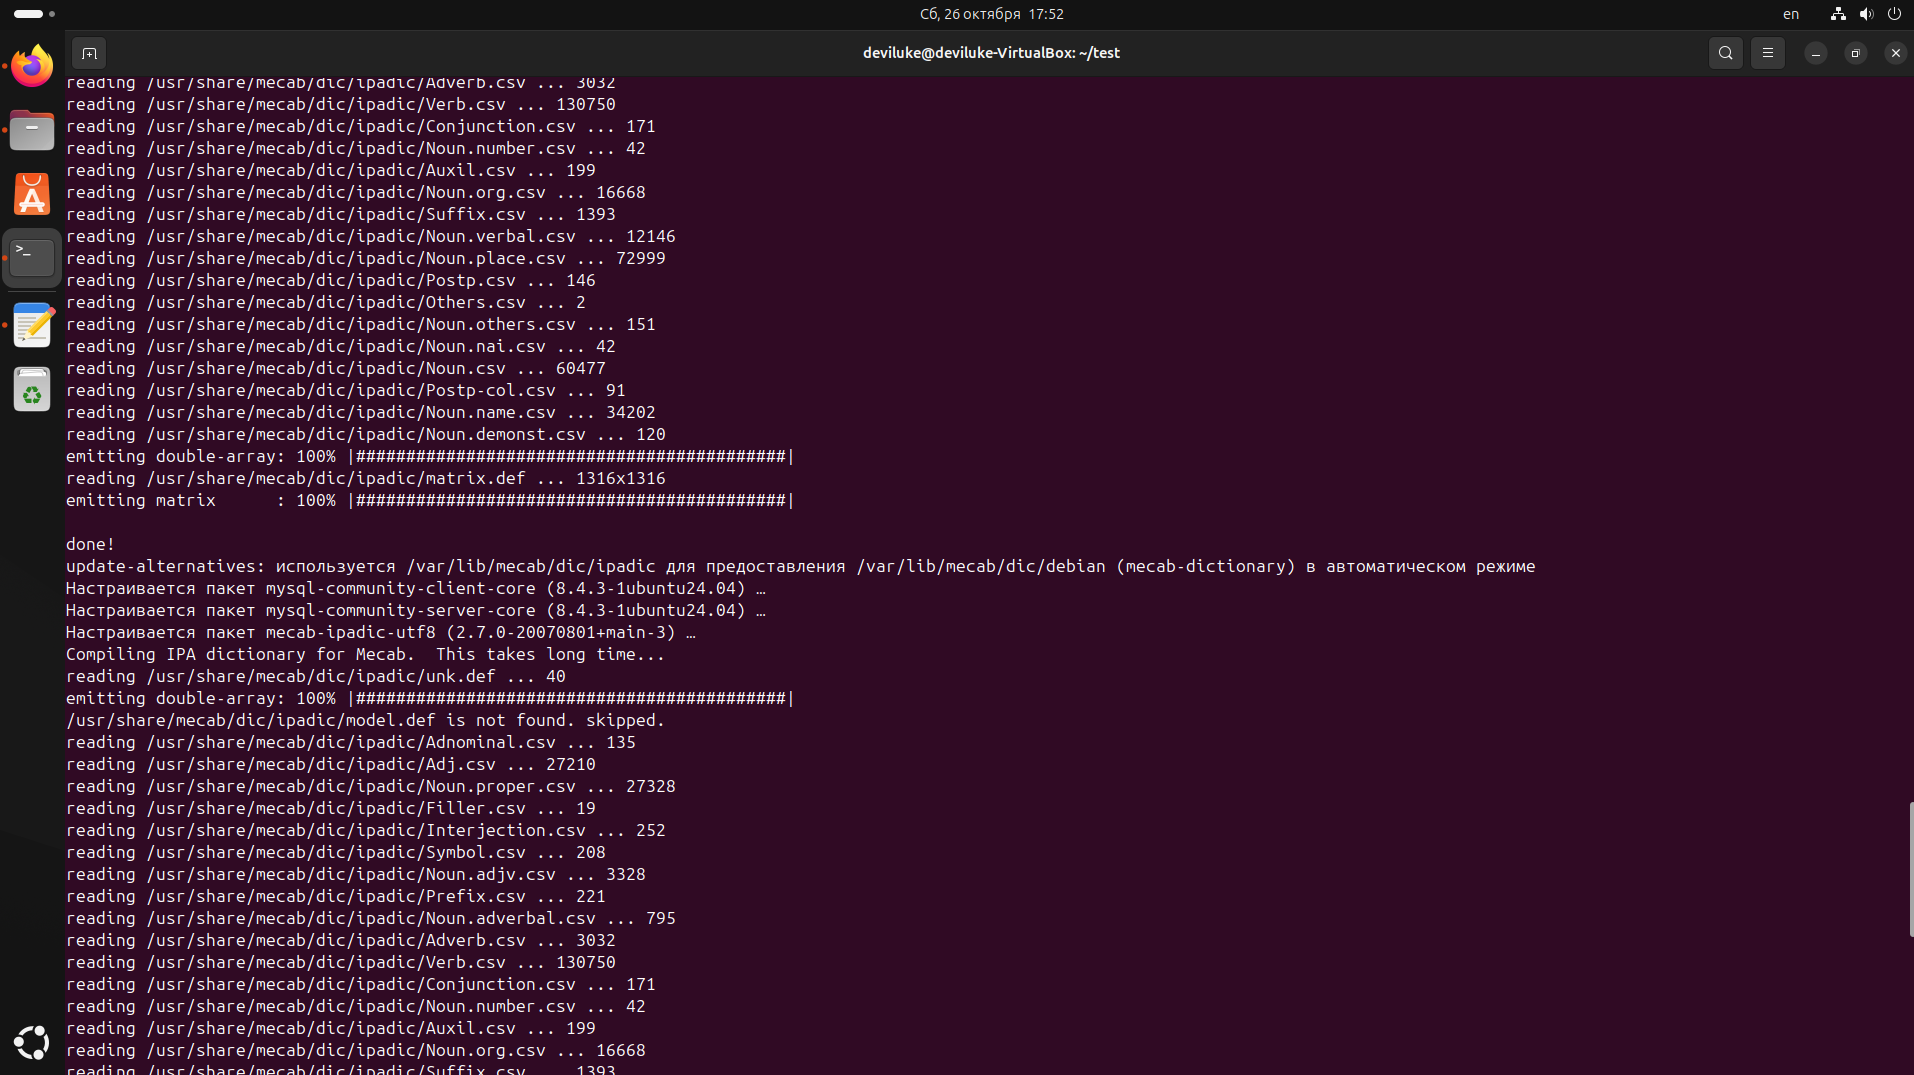 Сб, 26 октября 17:52
en
deviluke@deviluke-VirtualBox: ~/test
reading /usr/share/mecab/dic/ipadic/Adverb.csv ... 3032
reading /usr/share/mecab/dic/ipadic/Verb.csv ... 130750
reading /usr/share/mecab/dic/ipadic/Conjunction.csv ... 171
reading /usr/share/mecab/dic/ipadic/Noun.number.csv ... 42
reading /usr/share/mecab/dic/ipadic/Auxil.csv ... 199
reading /usr/share/mecab/dic/ipadic/Noun.org.csv ... 16668
reading /usr/share/mecab/dic/ipadic/Suffix.csv ... 1393
reading /usr/share/mecab/dic/ipadic/Noun.verbal.csv ... 12146
reading /usr/share/mecab/dic/ipadic/Noun.place.csv ... 72999
reading /usr/share/mecab/dic/ipadic/Postp.csv ... 146
reading /usr/share/mecab/dic/ipadic/Others.csv ... 2
reading /usr/share/mecab/dic/ipadic/Noun.others.csv ... 151
reading /usr/share/mecab/dic/ipadic/Noun.nai.csv ... 42
reading /usr/share/mecab/dic/ipadic/Noun.csv ... 60477
reading /usr/share/mecab/dic/ipadic/Postp-col.csv ... 91
reading /usr/share/mecab/dic/ipadic/Noun.name.csv ... 34202
reading /usr/share/mecab/dic/ipadic/Noun.demonst.csv ... 120
emitting double-array: 100% |###########################################|
reading /usr/share/mecab/dic/ipadic/matrix.def ... 1316x1316
emitting matrix      : 100% |###########################################|
done!
update-alternatives: используется /var/lib/mecab/dic/ipadic для предоставления /var/lib/mecab/dic/debian (mecab-dictionary) в автоматическом режиме
Настраивается пакет mysql-community-client-core (8.4.3-1ubuntu24.04) …
Настраивается пакет mysql-community-server-core (8.4.3-1ubuntu24.04) …
Настраивается пакет mecab-ipadic-utf8 (2.7.0-20070801+main-3) …
Compiling IPA dictionary for Mecab.  This takes long time...
reading /usr/share/mecab/dic/ipadic/unk.def ... 40
emitting double-array: 100% |###########################################|
/usr/share/mecab/dic/ipadic/model.def is not found. skipped.
reading /usr/share/mecab/dic/ipadic/Adnominal.csv ... 135
reading /usr/share/mecab/dic/ipadic/Adj.csv ... 27210
reading /usr/share/mecab/dic/ipadic/Noun.proper.csv ... 27328
reading /usr/share/mecab/dic/ipadic/Filler.csv ... 19
reading /usr/share/mecab/dic/ipadic/Interjection.csv ... 252
reading /usr/share/mecab/dic/ipadic/Symbol.csv ... 208
reading /usr/share/mecab/dic/ipadic/Noun.adjv.csv ... 3328
reading /usr/share/mecab/dic/ipadic/Prefix.csv ... 221
reading /usr/share/mecab/dic/ipadic/Noun.adverbal.csv ... 795
reading /usr/share/mecab/dic/ipadic/Adverb.csv ... 3032
reading /usr/share/mecab/dic/ipadic/Verb.csv ... 130750
reading /usr/share/mecab/dic/ipadic/Conjunction.csv ... 171
reading /usr/share/mecab/dic/ipadic/Noun.number.csv ... 42
reading /usr/share/mecab/dic/ipadic/Auxil.csv ... 199
reading /usr/share/mecab/dic/ipadic/Noun.org.csv ... 16668
reading /usr/share/mecab/dic/ipadic/Suffix.csv ... 1393